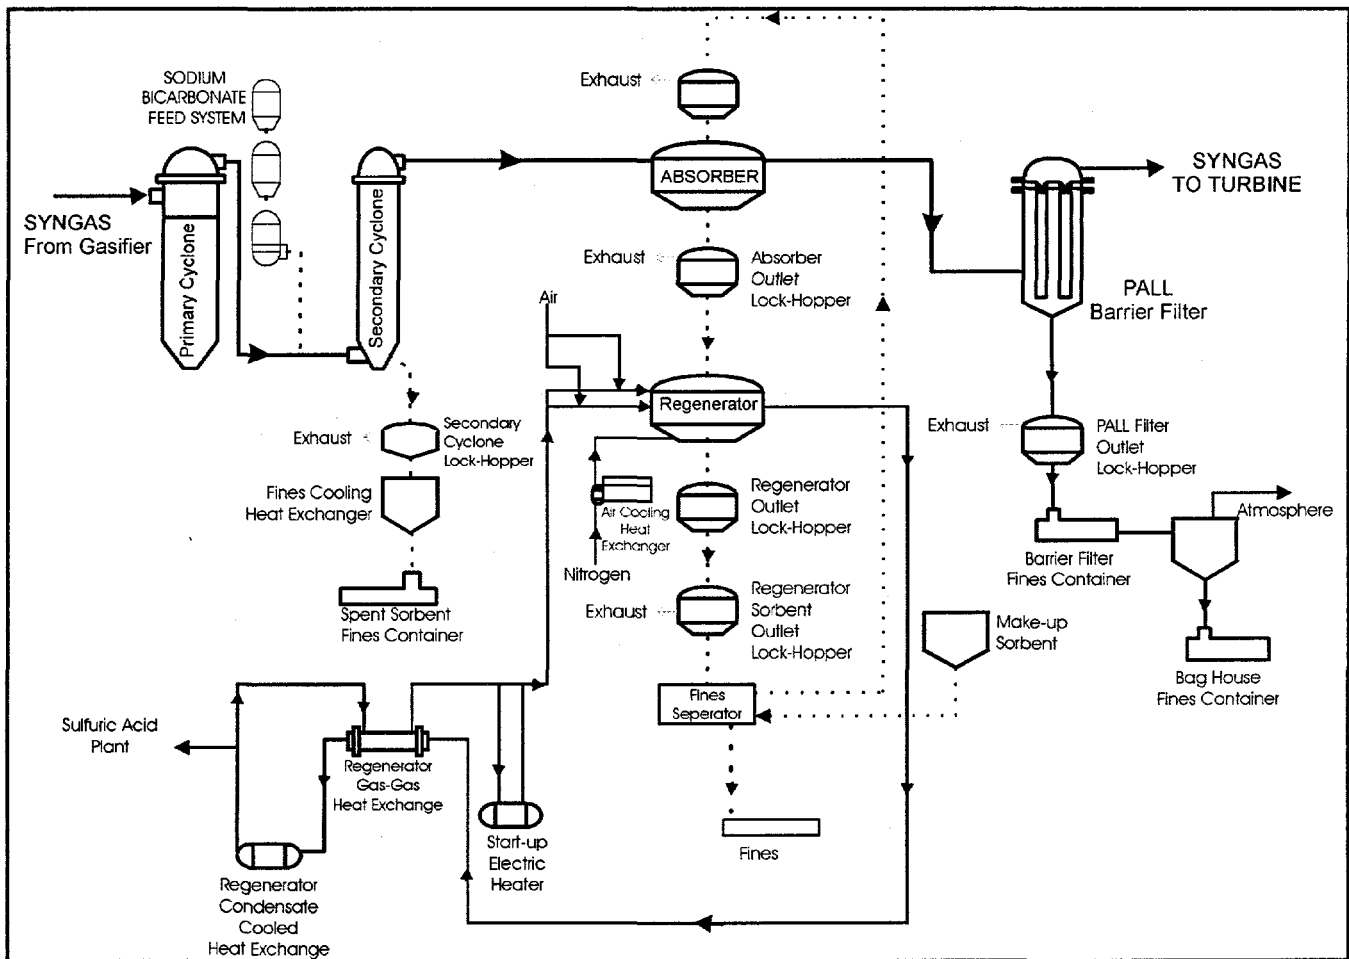 SODIUM
BICARBONATE
FEED SYSTEM
Exhaust
ABSORBER
SYNGAS
TO TURBINE
SYNGAS
From Gasifier
Primary Cyclone
Secondary Cyclone
Exhaust
Absorber
Outlet
Lock-Hopper
PALL
Barrier Filter
Air
Regenerator
Exhaust
Secondary
Cyclone
Lock-Hopper
Fines Cooling
Heat Exchanger
Exhaust
PALL Filter
Outlet
Lock-Hopper
Regenerator
Outlet
Lock-Hopper
Air Cooling
Heat
Exchanger
Nitrogen
Atmosphere
Barrier Filter
Fines Container
Exhaust
Regenerator
Sorbent
Outlet
Lock-Hopper
Spent Sorbent
Fines Container
Make-up
Sorbent
Bag House
Fines Container
Fines
Seperator
Sulfuric Acid
Plant
Regenerator
Gas-Gas
Heat Exchange
Start-up
Electric
Heater
Fines
Regenerator
Condensate
Cooled
Heat Exchange